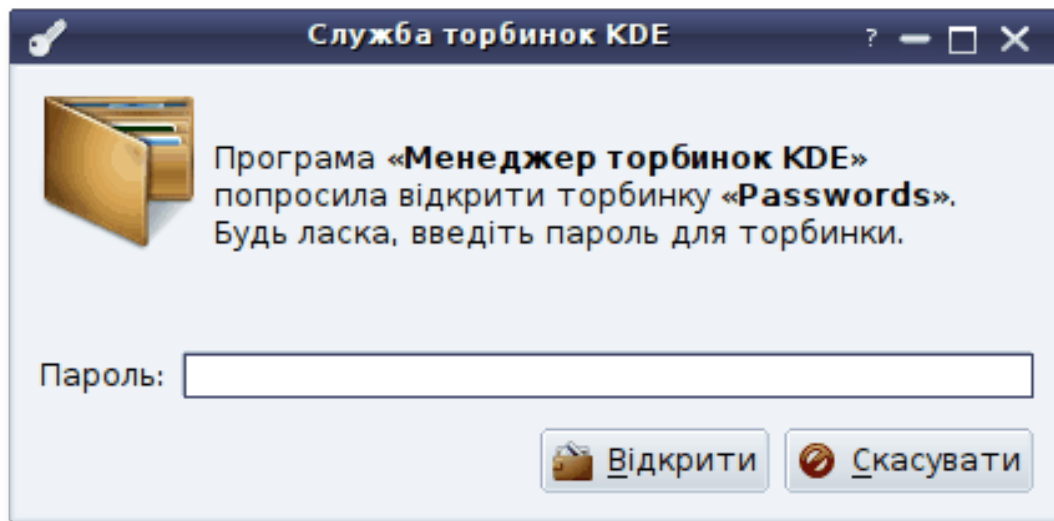 Служба торбинок KDE ?
Програма «Менеджер торбинок KDE»
попросила відкрити торбинку «Passwords».
Будь ласка, введіть пароль для торбинки.
Пароль:
Відкрити Скасувати